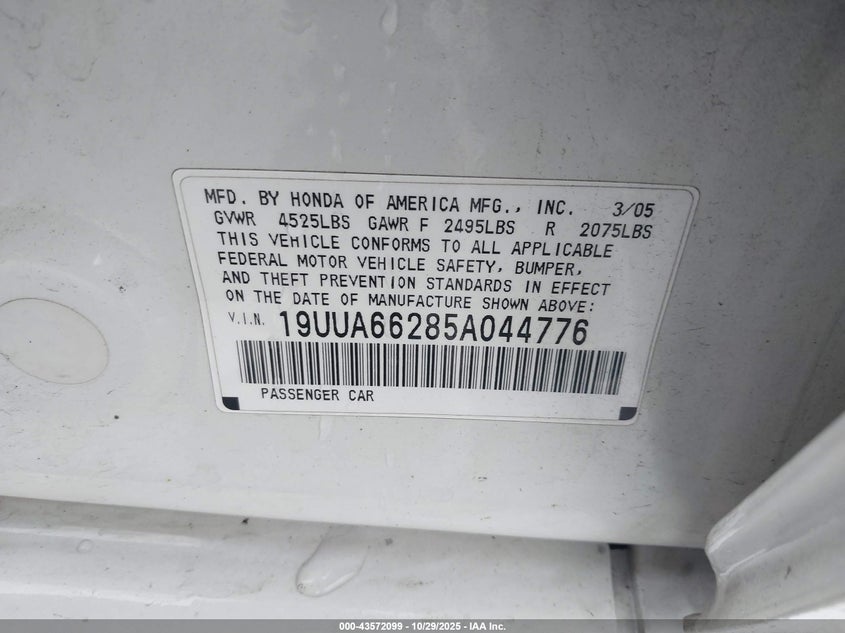 MFD. BY HONDA OF AMERICA MFG., INC. 3/05
GVWR 4525LBS GAWR F 2495LBS R 2075LBS
THIS VEHICLE CONFORMS TO ALL APPLICABLE
FEDERAL MOTOR VEHICLE SAFETY, BUMPER,
AND THEFT PREVENTION STANDARDS IN EFFECT
ON THE DATE OF MANUFACTURE SHOWN ABOVE:
V.I.N. 19UUA66285A044776
PASSENGER CAR
000-43572099 - 10/29/2025 - IAA Inc.